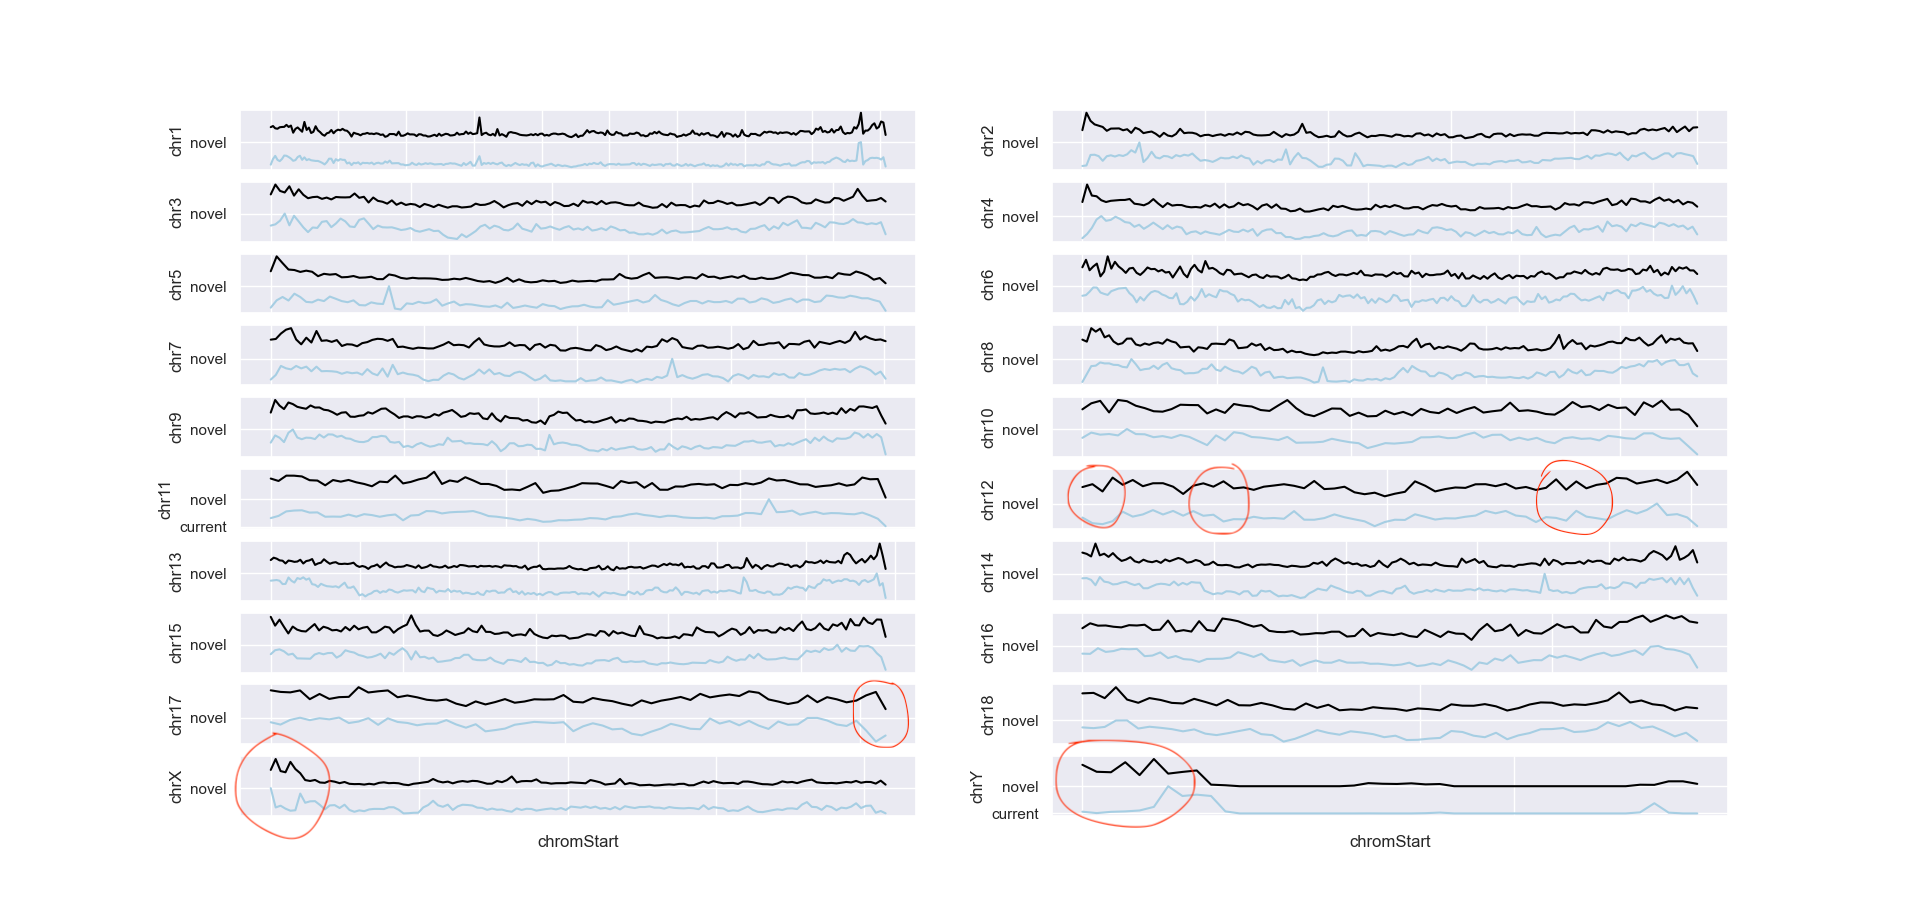 chr1 novel
chr2 novel
chr3 novel
chr4 novel
chr5 novel
chr6 novel
chr7 novel
chr8 novel
chr9 novel
chr10 novel
chr11 novel
current
chr12 novel
chr13 novel
chr14 novel
chr15 novel
chr16 novel
chr17 novel
chr18 novel
chrX novel
chrY novel
current
chromStart
chromStart